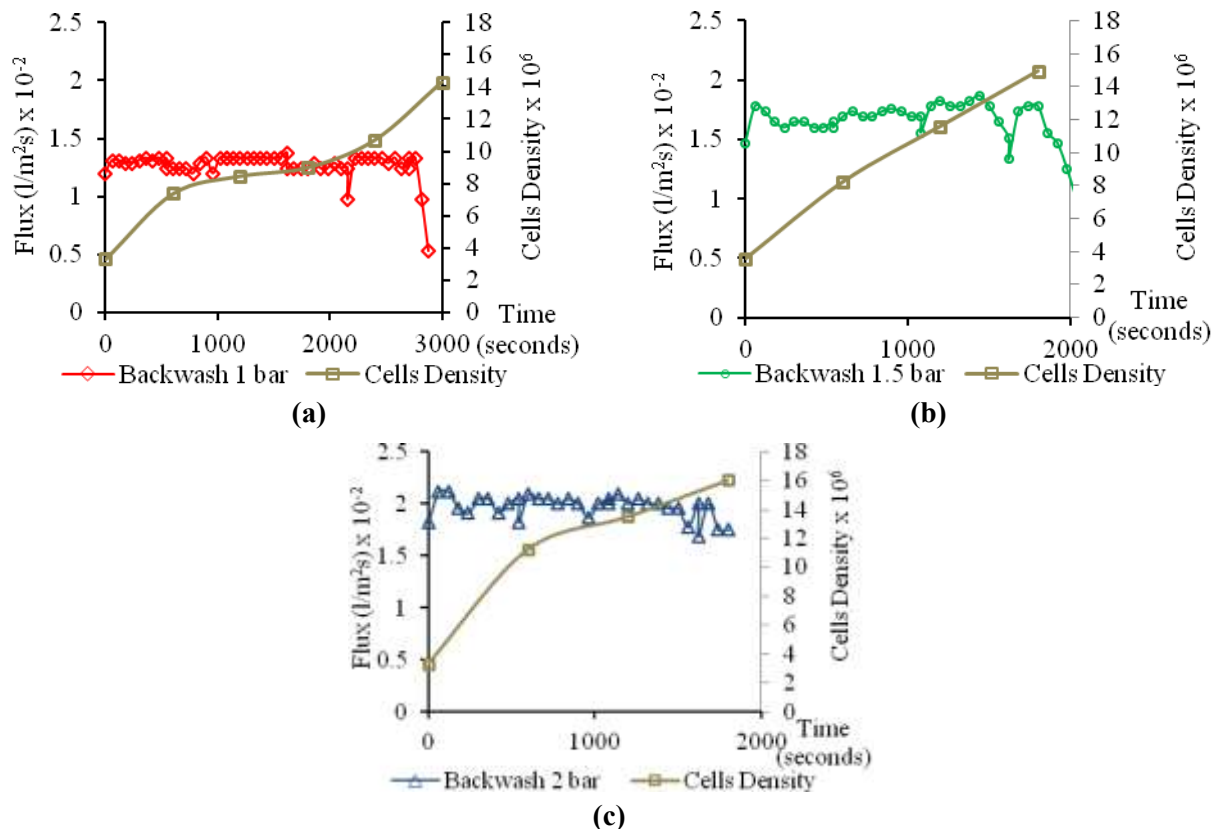 2.5
2
1.5
1
0.5
0
Flux (l/m²s) x 10⁻²
18
16
14
12
10
8
6
4
2
0
Cells Density x 10⁶
0 1000 2000 3000
Time
(seconds)
Backwash 1 bar Cells Density
(a)
2.5
2
1.5
1
0.5
0
Flux (l/m²s) x 10⁻²
18
16
14
12
10
8
6
4
2
0
Cells Density x 10⁶
0 1000 2000
Time
(seconds)
Backwash 1.5 bar Cells Density
(b)
2.5
2
1.5
1
0.5
0
Flux (l/m²s) x 10⁻²
18
16
14
12
10
8
6
4
2
0
Cells Density x 10⁶
0 1000 2000
Time
(seconds)
Backwash 2 bar Cells Density
(c)